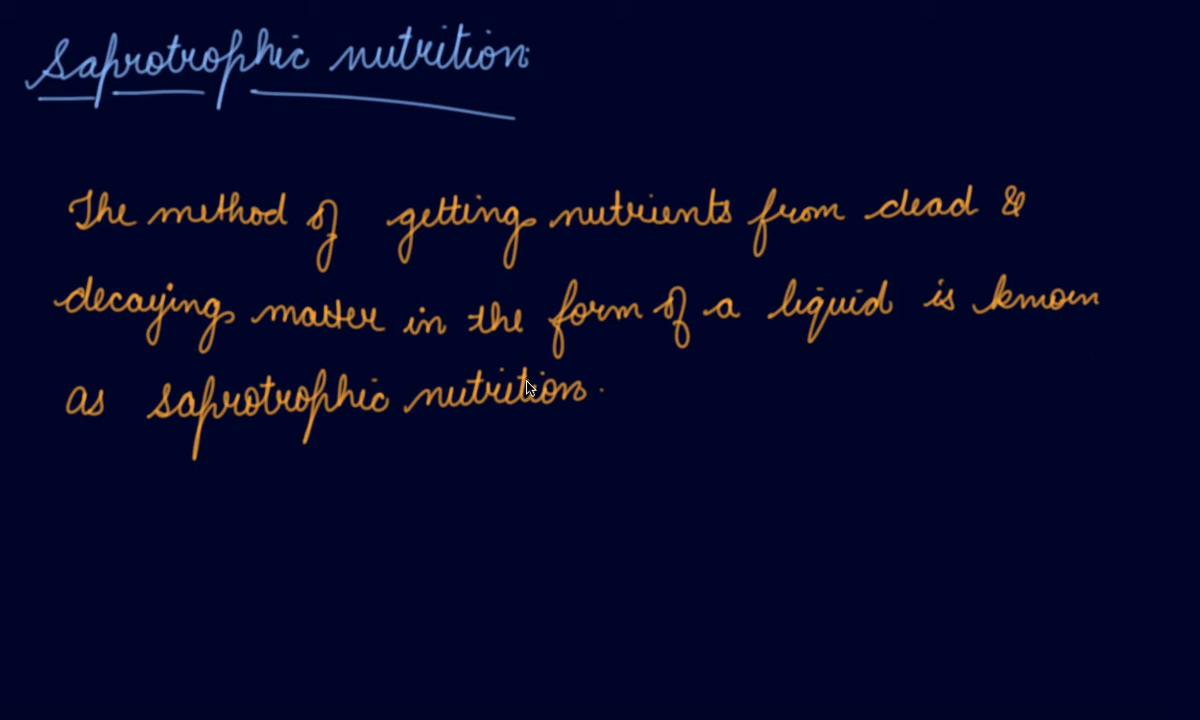 Saprotrophic nutrition
The method of getting nutrients from dead &
decaying matter in the form of a liquid is known
as saprotrophic nutrition.